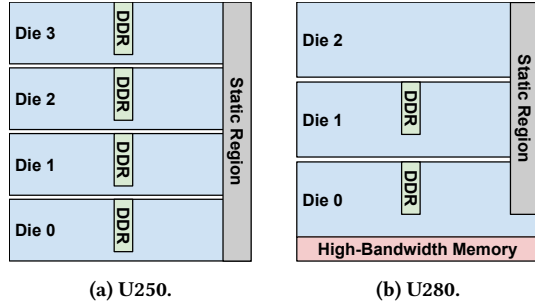 Die 3
DDR
Die 2
DDR
Die 1
DDR
Die 0
DDR
Static Region
(a) U250.
Die 2
Die 1
DDR
Die 0
DDR
Static Region
High-Bandwidth Memory
(b) U280.